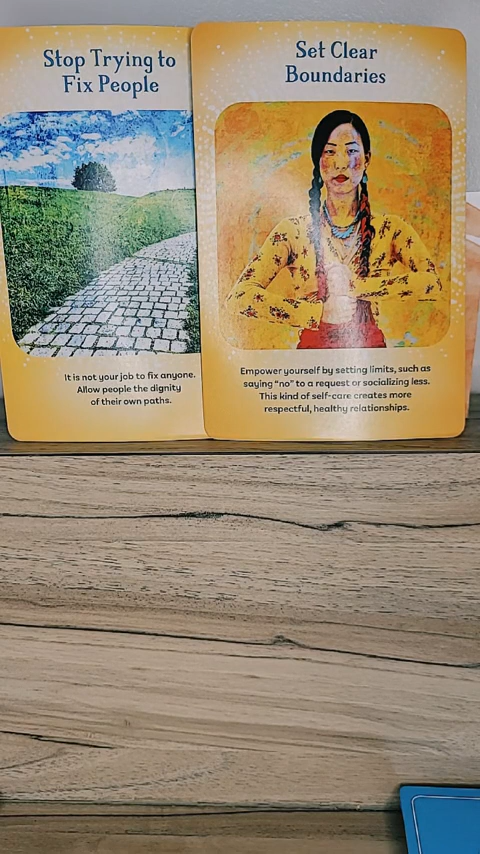 Stop Trying to
Fix People
It is not your job to fix anyone.
Allow people the dignity
of their own paths.
Set Clear
Boundaries
Empower yourself by setting limits, such as
saying "no" to a request or socializing less.
This kind of self-care creates more
respectful, healthy relationships.